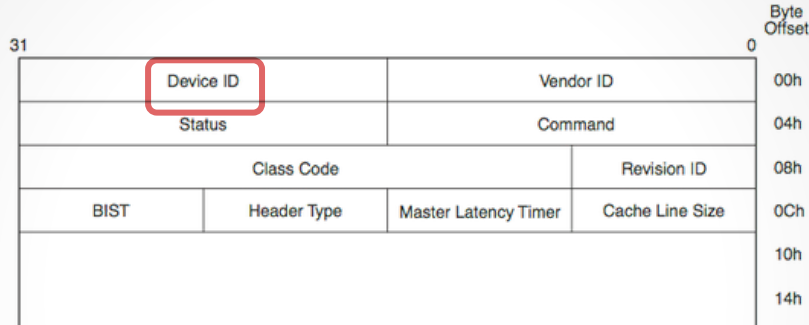 Byte
Offset
31 0
Device ID Vendor ID 00h
Status Command 04h
Class Code Revision ID 08h
BIST Header Type Master Latency Timer Cache Line Size 0Ch
10h
14h